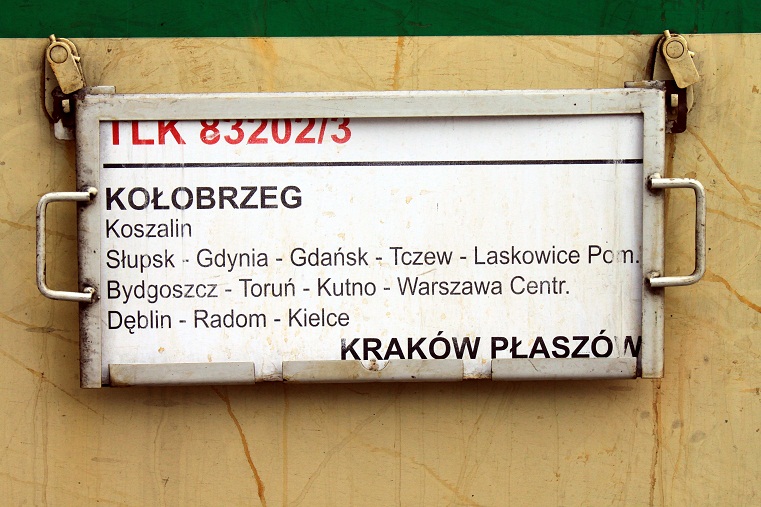 TLK 83202/3
KOŁOBRZEG
Koszalin
Słupsk - Gdynia - Gdańsk - Tczew - Laskowice Pom.
Bydgoszcz - Toruń - Kutno - Warszawa Centr.
Dęblin - Radom - Kielce
KRAKÓW PŁASZÓW